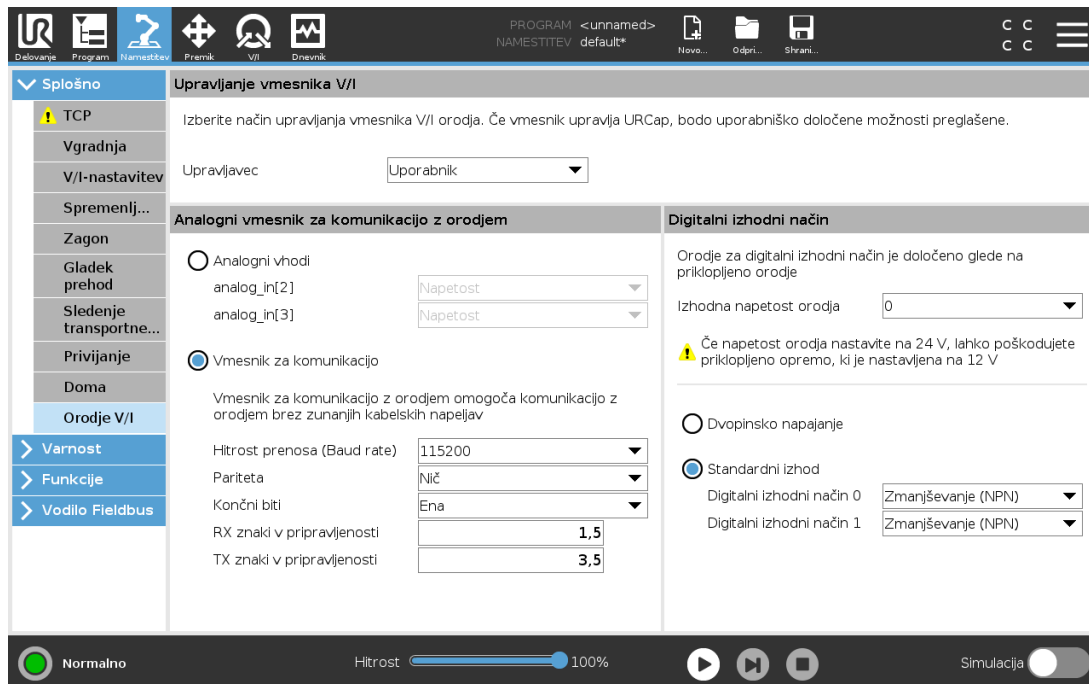 UR
PROGRAM <unnamed>
NAMESTITEV default*
C C
C C
Delovanje Program Namestitev Premik V/I Dnevnik Novo... Odpri... Shrani...
Splošno
TCP
Vgradnja
V/I-nastavitev
Spremenlj...
Zagon
Gladek
prehod
Sledenje
transportne...
Privijanje
Doma
Orodje V/I
Varnost
Funkcije
Vodilo Fieldbus
Upravljanje vmesnika V/I
Izberite način upravljanja vmesnika V/I orodja. Če vmesnik upravlja URCap, bodo uporabniško določene možnosti preglašene.
Upravljavec Uporabnik
Analogni vmesnik za komunikacijo z orodjem
Analogni vhodi
analog_in[2] Napetost
analog_in[3] Napetost
Vmesnik za komunikacijo
Vmesnik za komunikacijo z orodjem omogoča komunikacijo z
orodjem brez zunanjih kabelskih napeljav
Hitrost prenosa (Baud rate) 115200
Pariteta Nič
Končni biti Ena
RX znaki v pripravljenosti 1,5
TX znaki v pripravljenosti 3,5
Digitalni izhodni način
Orodje za digitalni izhodni način je določeno glede na
priklopljeno orodje
Izhodna napetost orodja 0
Če napetost orodja nastavite na 24 V, lahko poškodujete
priklopljeno opremo, ki je nastavljena na 12 V
Dvopinsko napajanje
Standardni izhod
Digitalni izhodni način 0 Zmanjševanje (NPN)
Digitalni izhodni način 1 Zmanjševanje (NPN)
Normalno Hitrost 100% Simulacija